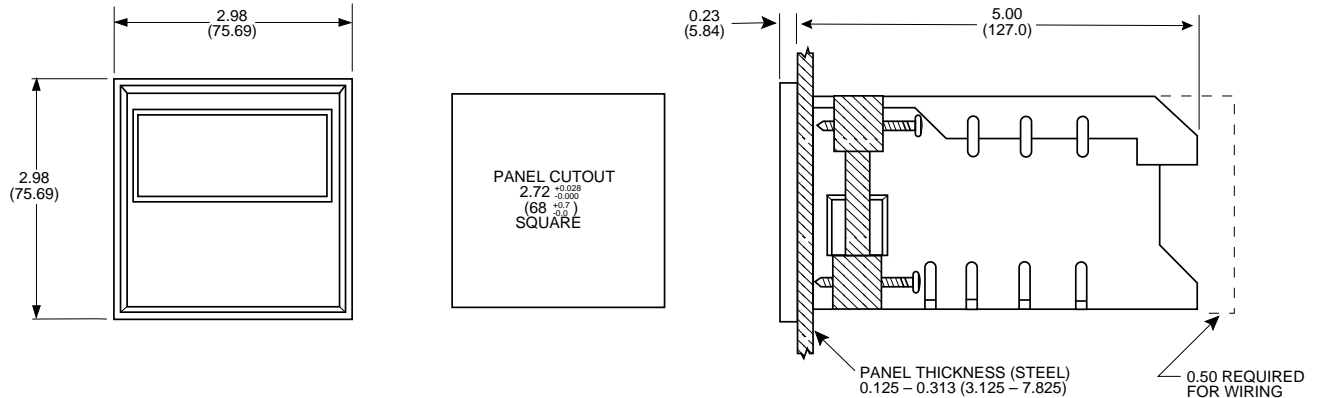 2.98
(75.69)
2.98
(75.69)
PANEL CUTOUT
2.72 +0.028 -0.000
(68 +0.7 -0.0 )
SQUARE
0.23
(5.84)
5.00
(127.0)
PANEL THICKNESS (STEEL)
0.125 – 0.313 (3.125 – 7.825)
0.50 REQUIRED
FOR WIRING